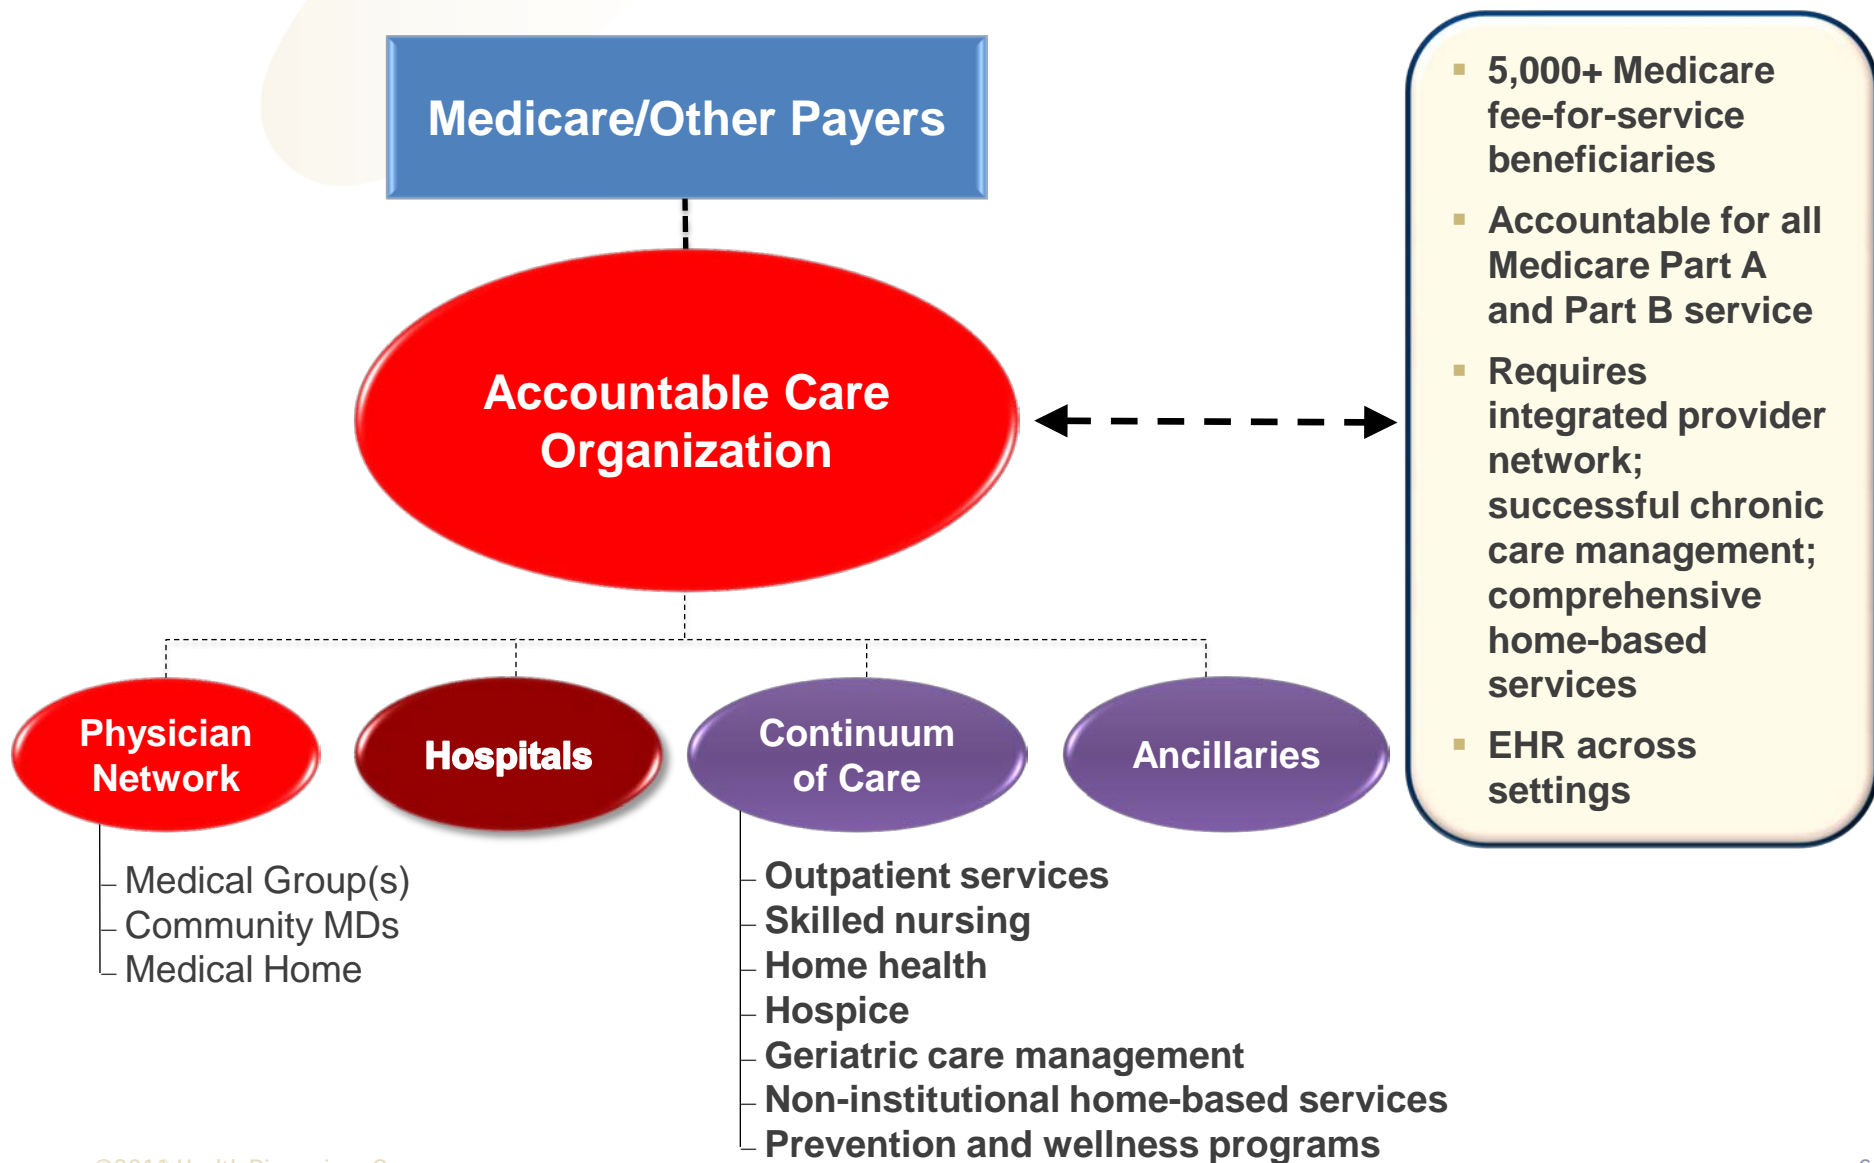 Medicare/Other Payers
Accountable Care
Organization
▪ 5,000+ Medicare
fee-for-service
beneficiaries
▪ Accountable for all
Medicare Part A
and Part B service
▪ Requires
integrated provider
network;
successful chronic
care management;
comprehensive
home-based
services
▪ EHR across
settings
Physician
Network
Hospitals
Continuum
of Care
Ancillaries
– Medical Group(s)
– Community MDs
– Medical Home
– Outpatient services
– Skilled nursing
– Home health
– Hospice
– Geriatric care management
– Non-institutional home-based services
– Prevention and wellness programs